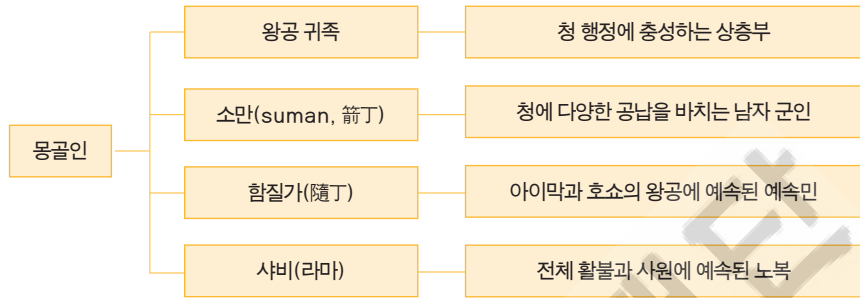 왕공 귀족
청 행정에 충성하는 상층부
소만(suman, 箭丁)
청에 다양한 공납을 바치는 남자 군인
몽골인
함질가(隨丁)
아이막과 호쇼의 왕공에 예속된 예속민
샤비(라마)
전체 활불과 사원에 예속된 노복